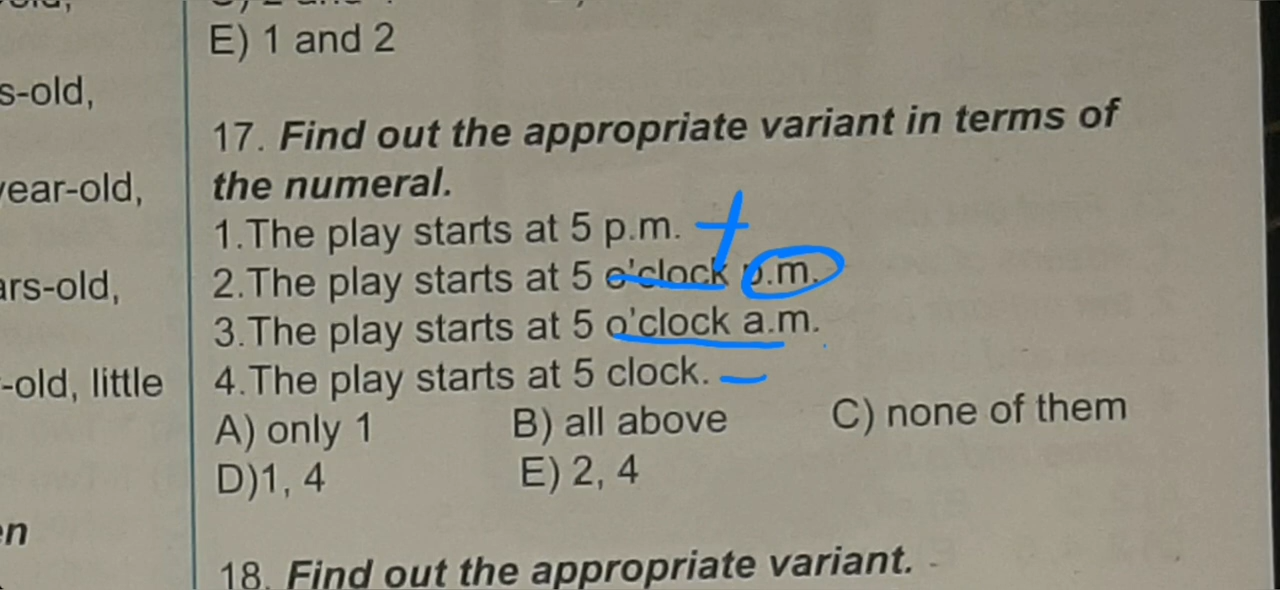 E) 1 and 2
s-old,
17. Find out the appropriate variant in terms of
year-old,
the numeral.
1.The play starts at 5 p.m.
2.The play starts at 5 o'clock p.m.
ars-old,
3.The play starts at 5 o'clock a.m.
-old, little
4.The play starts at 5 clock.
A) only 1 B) all above C) none of them
D)1, 4 E) 2, 4
en
18. Find out the appropriate variant.